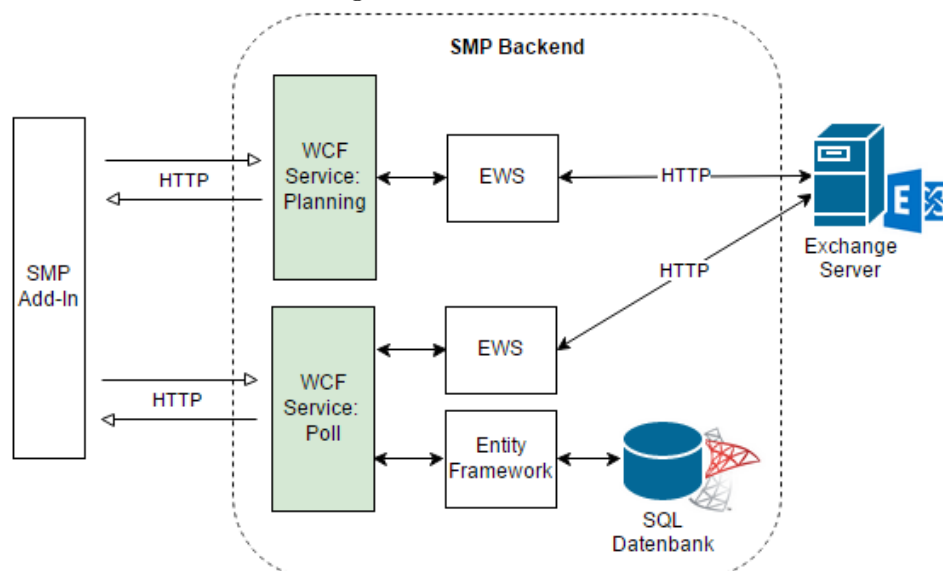 SMP Backend
WCF
Service:
Planning
EWS
HTTP
HTTP
E
Exchange
Server
SMP
Add-In
HTTP
WCF
Service:
Poll
EWS
HTTP
Entity
Framework
SQL
Datenbank